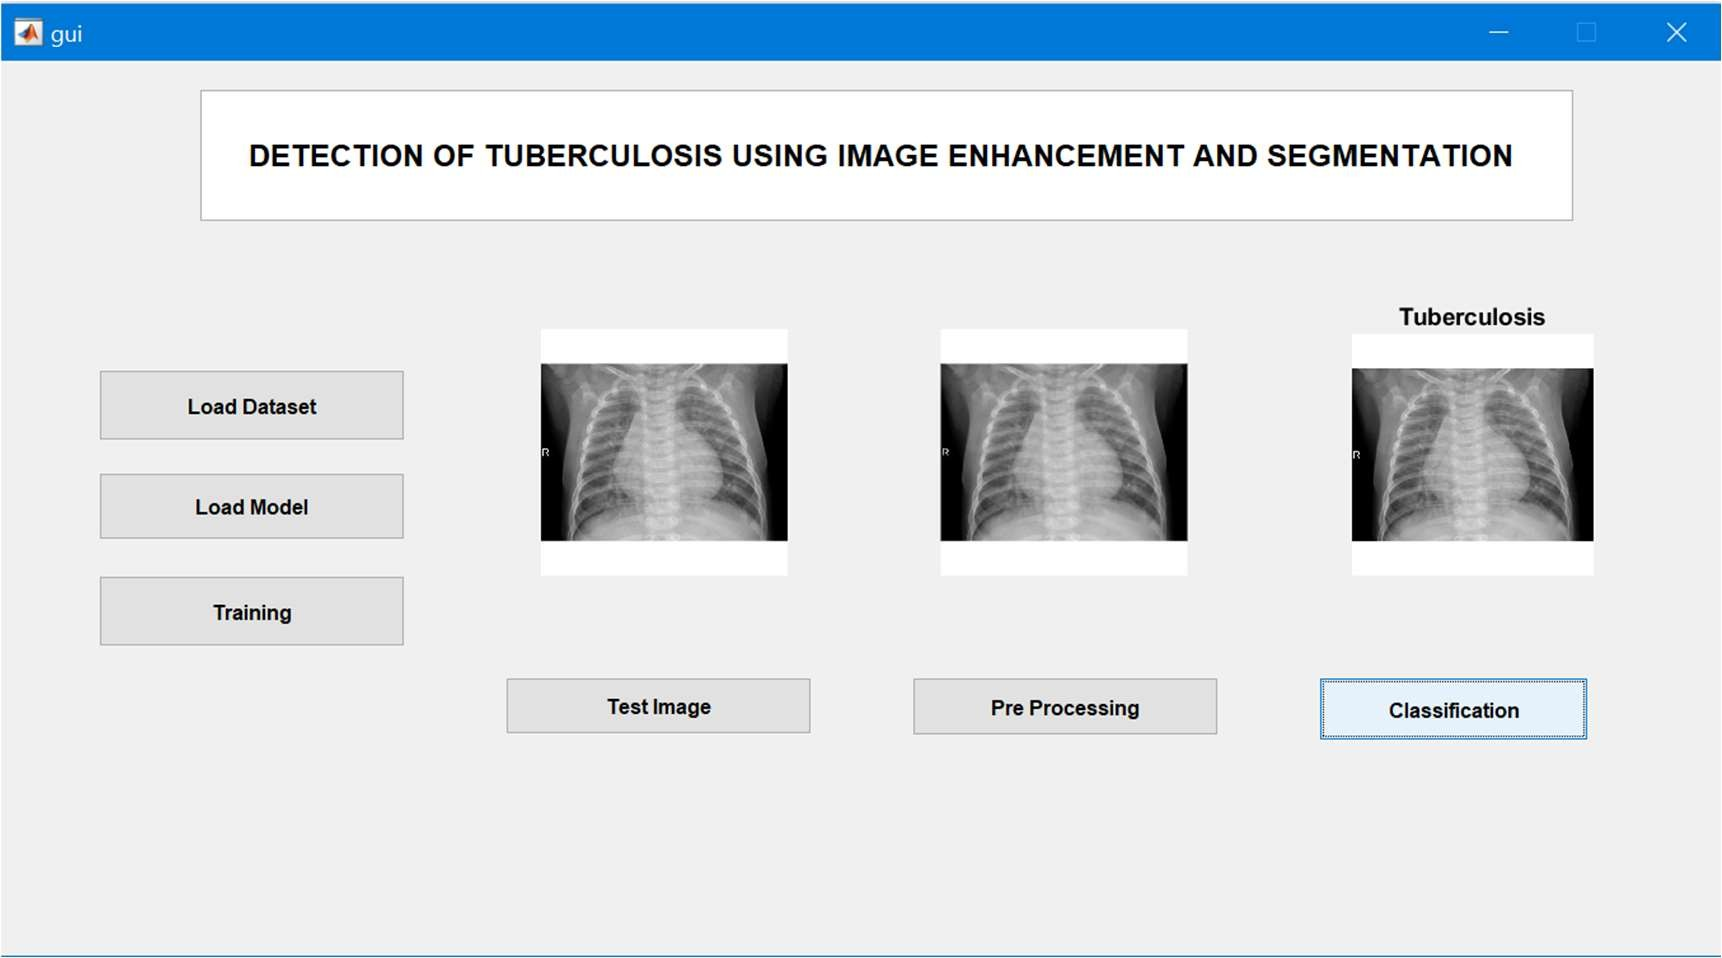 gui
DETECTION OF TUBERCULOSIS USING IMAGE ENHANCEMENT AND SEGMENTATION
Tuberculosis
R
R
R
Load Dataset
Load Model
Training
Test Image
Pre Processing
Classification